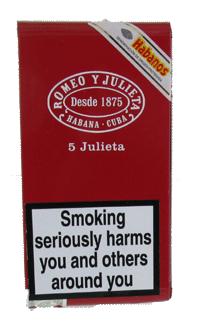 Habanos
ROMEO Y JULIETA
Desde 1875
HABANA · CUBA
5 Julieta
Smoking
seriously harms
you and others
around you